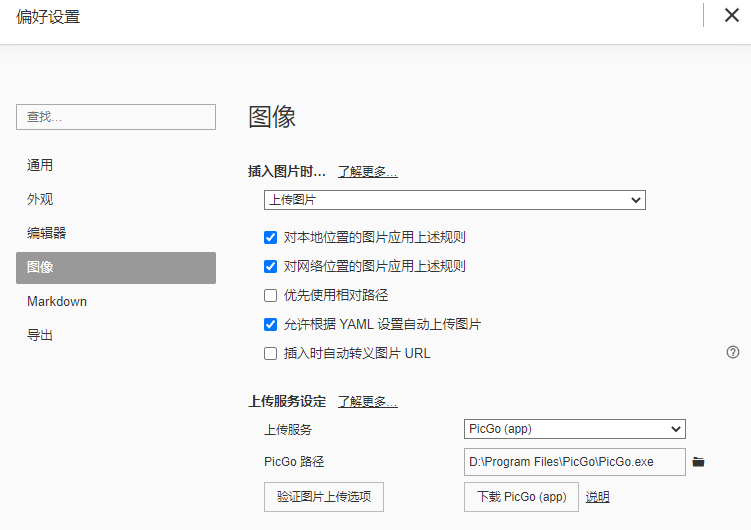 偏好设置
查找...
通用
外观
编辑器
图像
Markdown
导出
图像
插入图片时... 了解更多...
上传图片
对本地位置的图片应用上述规则
对网络位置的图片应用上述规则
优先使用相对路径
允许根据 YAML 设置自动上传图片
插入时自动转义图片 URL
上传服务设定 了解更多...
上传服务 PicGo (app)
PicGo 路径 D:\Program Files\PicGo\PicGo.exe
验证图片上传选项 下载 PicGo (app) 说明